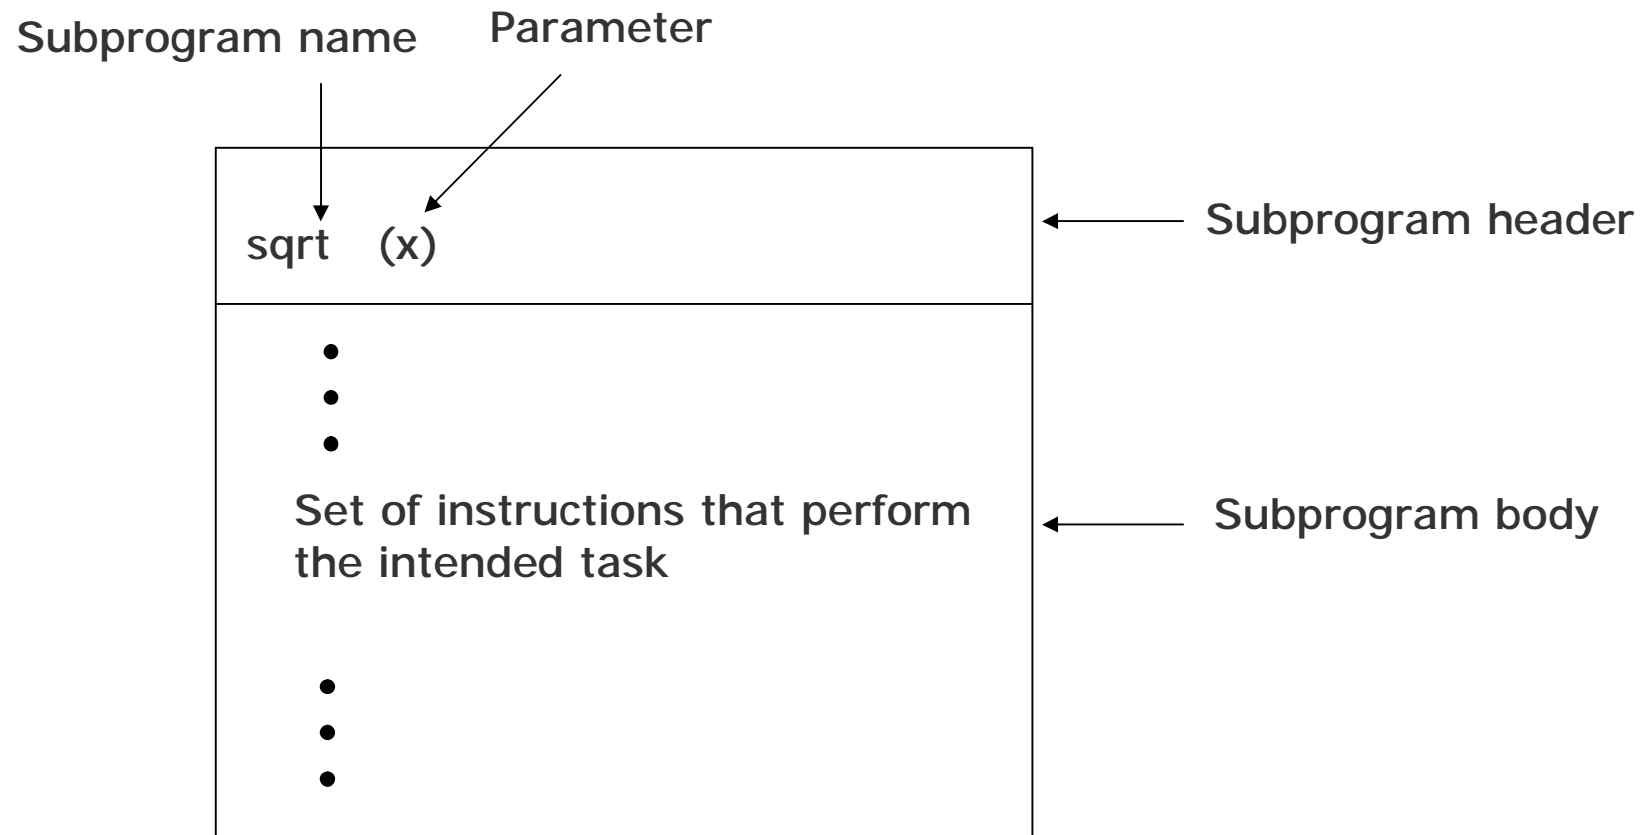 Subprogram name
Parameter
sqrt (x)
Subprogram header
Set of instructions that perform
the intended task
Subprogram body